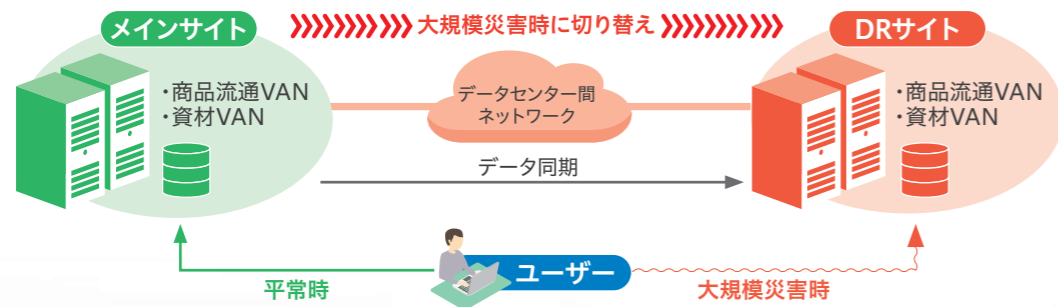 メインサイト
大規模災害時に切り替え
DRサイト
・商品流通VAN
・資材VAN
データセンター間
ネットワーク
・商品流通VAN
・資材VAN
データ同期
ユーザー
平常時
大規模災害時